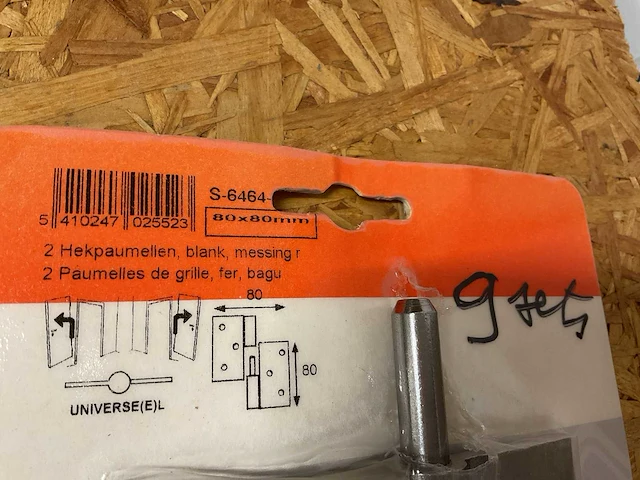 S-6464-
80x80mm
5 410247 025523
2 Hekpaumellen, blank, messing r
2 Paumelles de grille, fer, bagu
80
80
UNIVERSE(E)L
9 sets